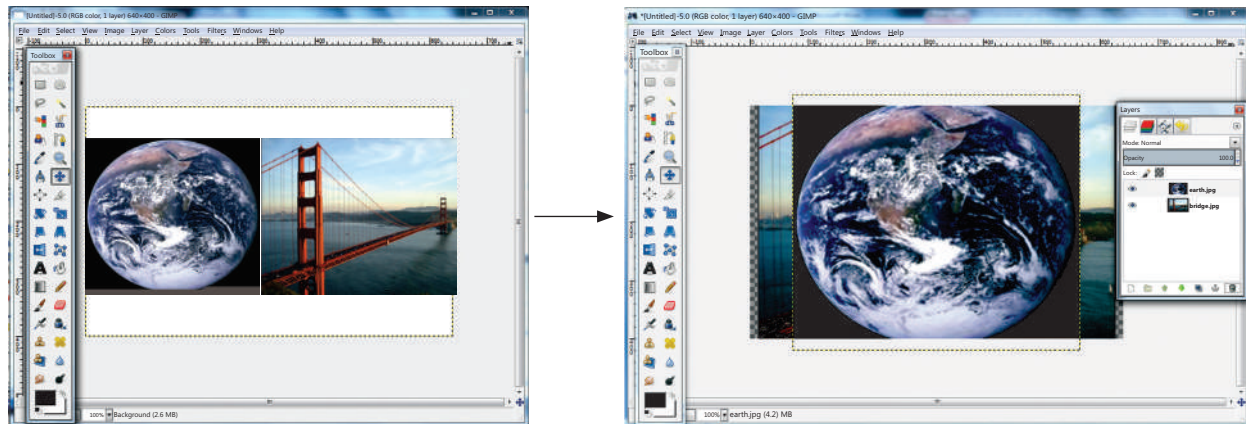 [Untitled]-5.0 (RGB color, 1 layer) 640×400 - GIMP
File Edit Select View Image Layer Colors Tools Filters Windows Help
Toolbox
100% Background (2.6 MB)
*[Untitled]-5.0 (RGB color, 1 layer) 640×400 - GIMP
File Edit Select View Image Layer Colors Tools Filters Windows Help
Toolbox
Layers
Mode: Normal
Opacity 100.0
Lock:
earth.jpg
bridge.jpg
100% earth.jpg (4.2) MB